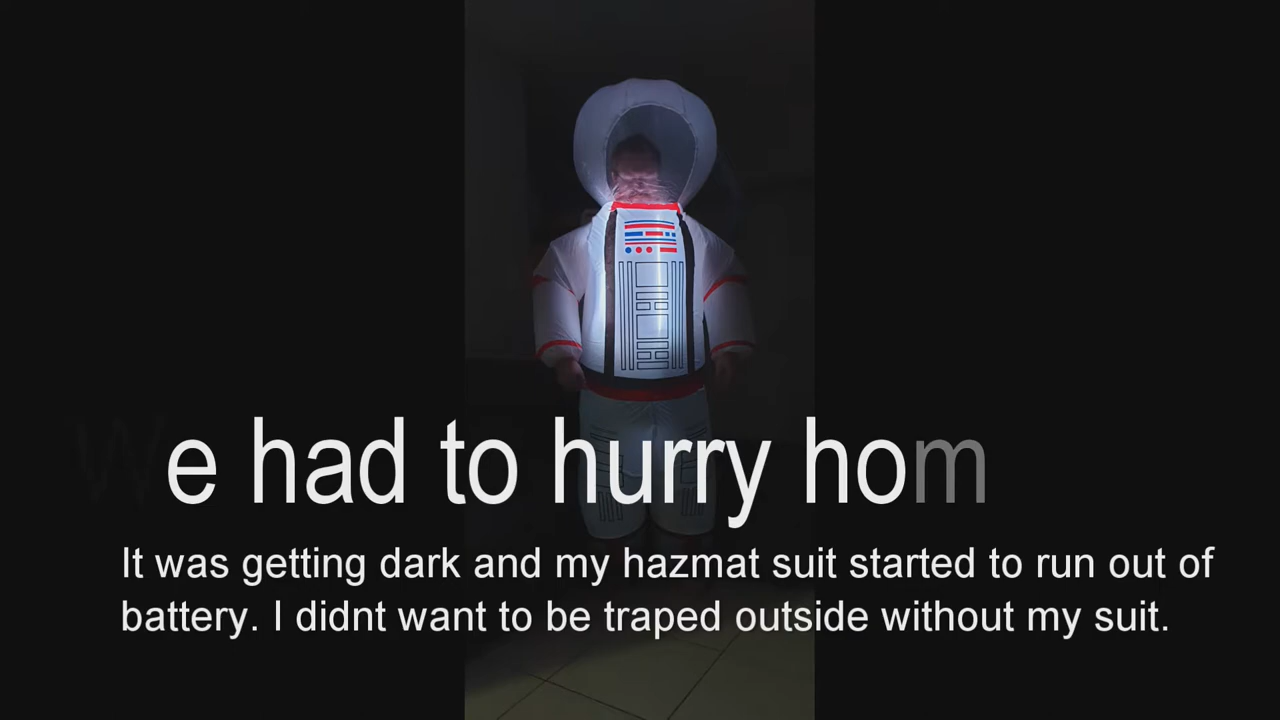 We had to hurry hom
It was getting dark and my hazmat suit started to run out of
battery. I didnt want to be traped outside without my suit.